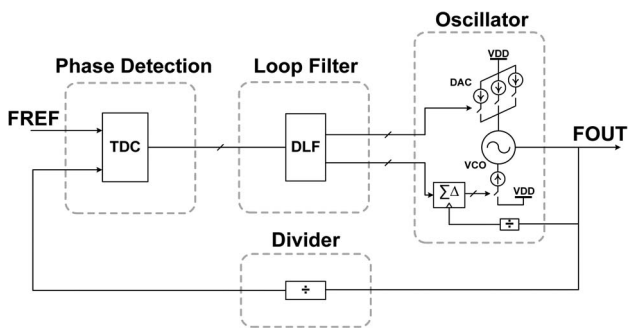 Oscillator
VDD
Phase Detection
Loop Filter
DAC
FREF
TDC
DLF
FOUT
VCO
ΣΔ
VDD
÷
Divider
÷